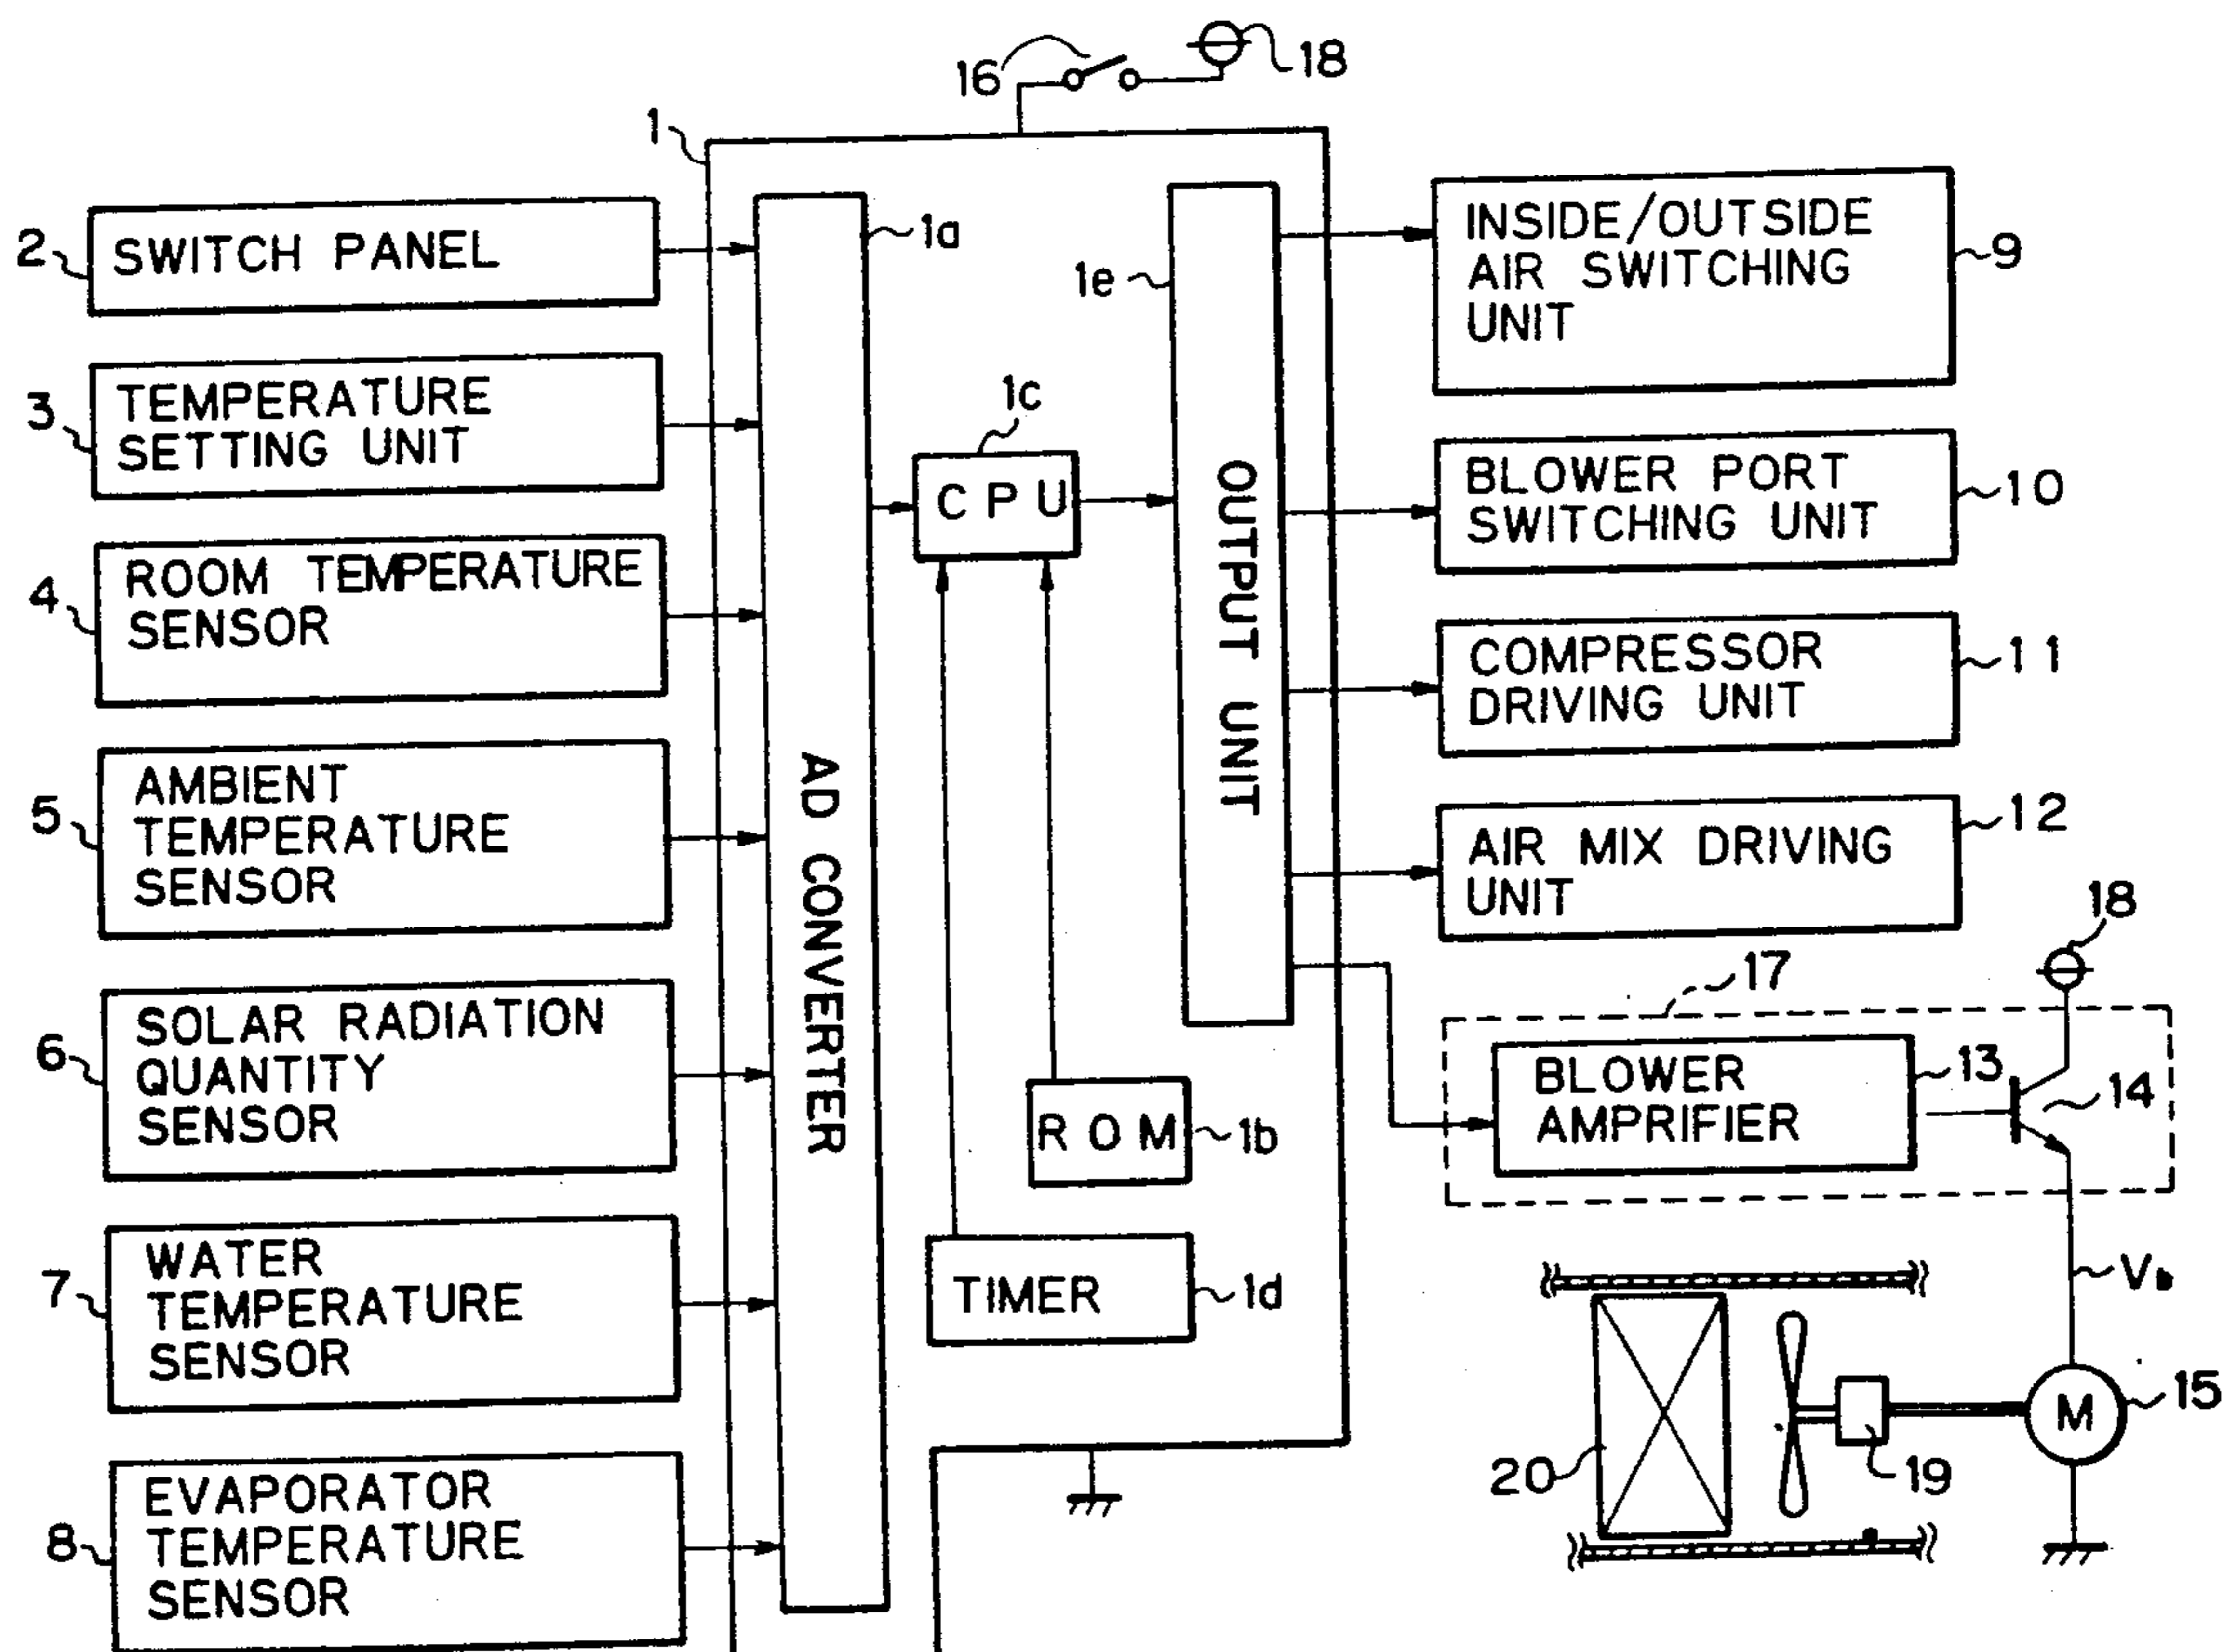 16
18
1
2
SWITCH PANEL
3
TEMPERATURE
SETTING UNIT
4
ROOM TEMPERATURE
SENSOR
5
AMBIENT
TEMPERATURE
SENSOR
6
SOLAR RADIATION
QUANTITY
SENSOR
7
WATER
TEMPERATURE
SENSOR
8
EVAPORATOR
TEMPERATURE
SENSOR
1a
AD CONVERTER
1c
CPU
ROM
1b
TIMER
1d
1e
OUTPUT UNIT
INSIDE/OUTSIDE
AIR SWITCHING
UNIT
9
BLOWER PORT
SWITCHING UNIT
10
COMPRESSOR
DRIVING UNIT
11
AIR MIX DRIVING
UNIT
12
18
17
BLOWER
AMPRIFIER
13
14
Vb
M
15
19
20